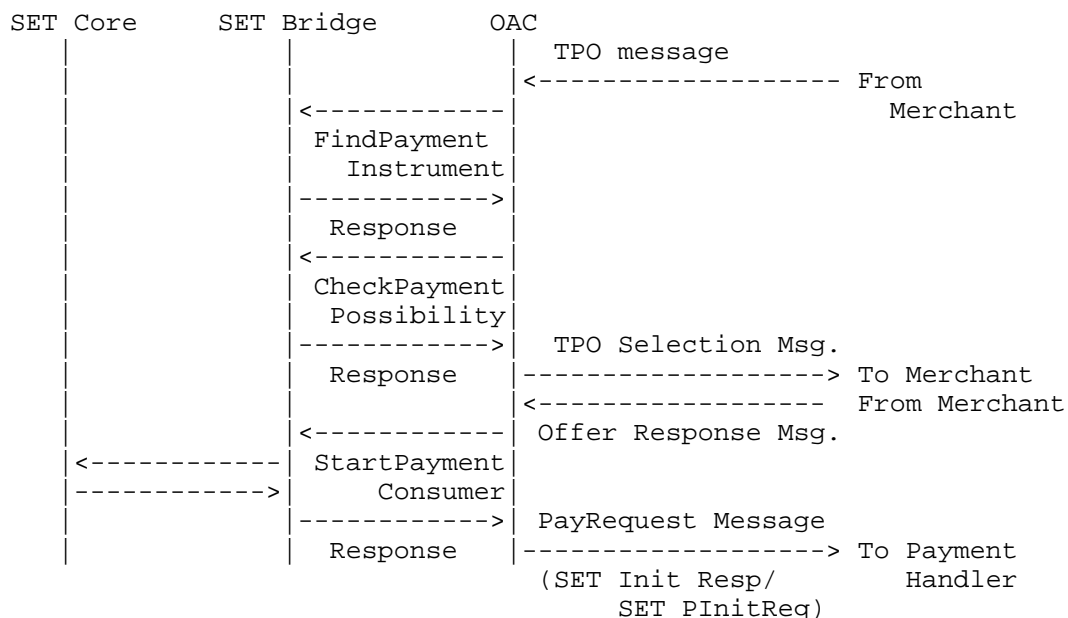 SET Core SET Bridge OAC
TPO message
From
Merchant
FindPayment
Instrument
Response
CheckPayment
Possibility
TPO Selection Msg.
Response To Merchant
From Merchant
Offer Response Msg.
StartPayment
Consumer
PayRequest Message
Response To Payment
(SET Init Resp/ Handler
SET PInitReq)